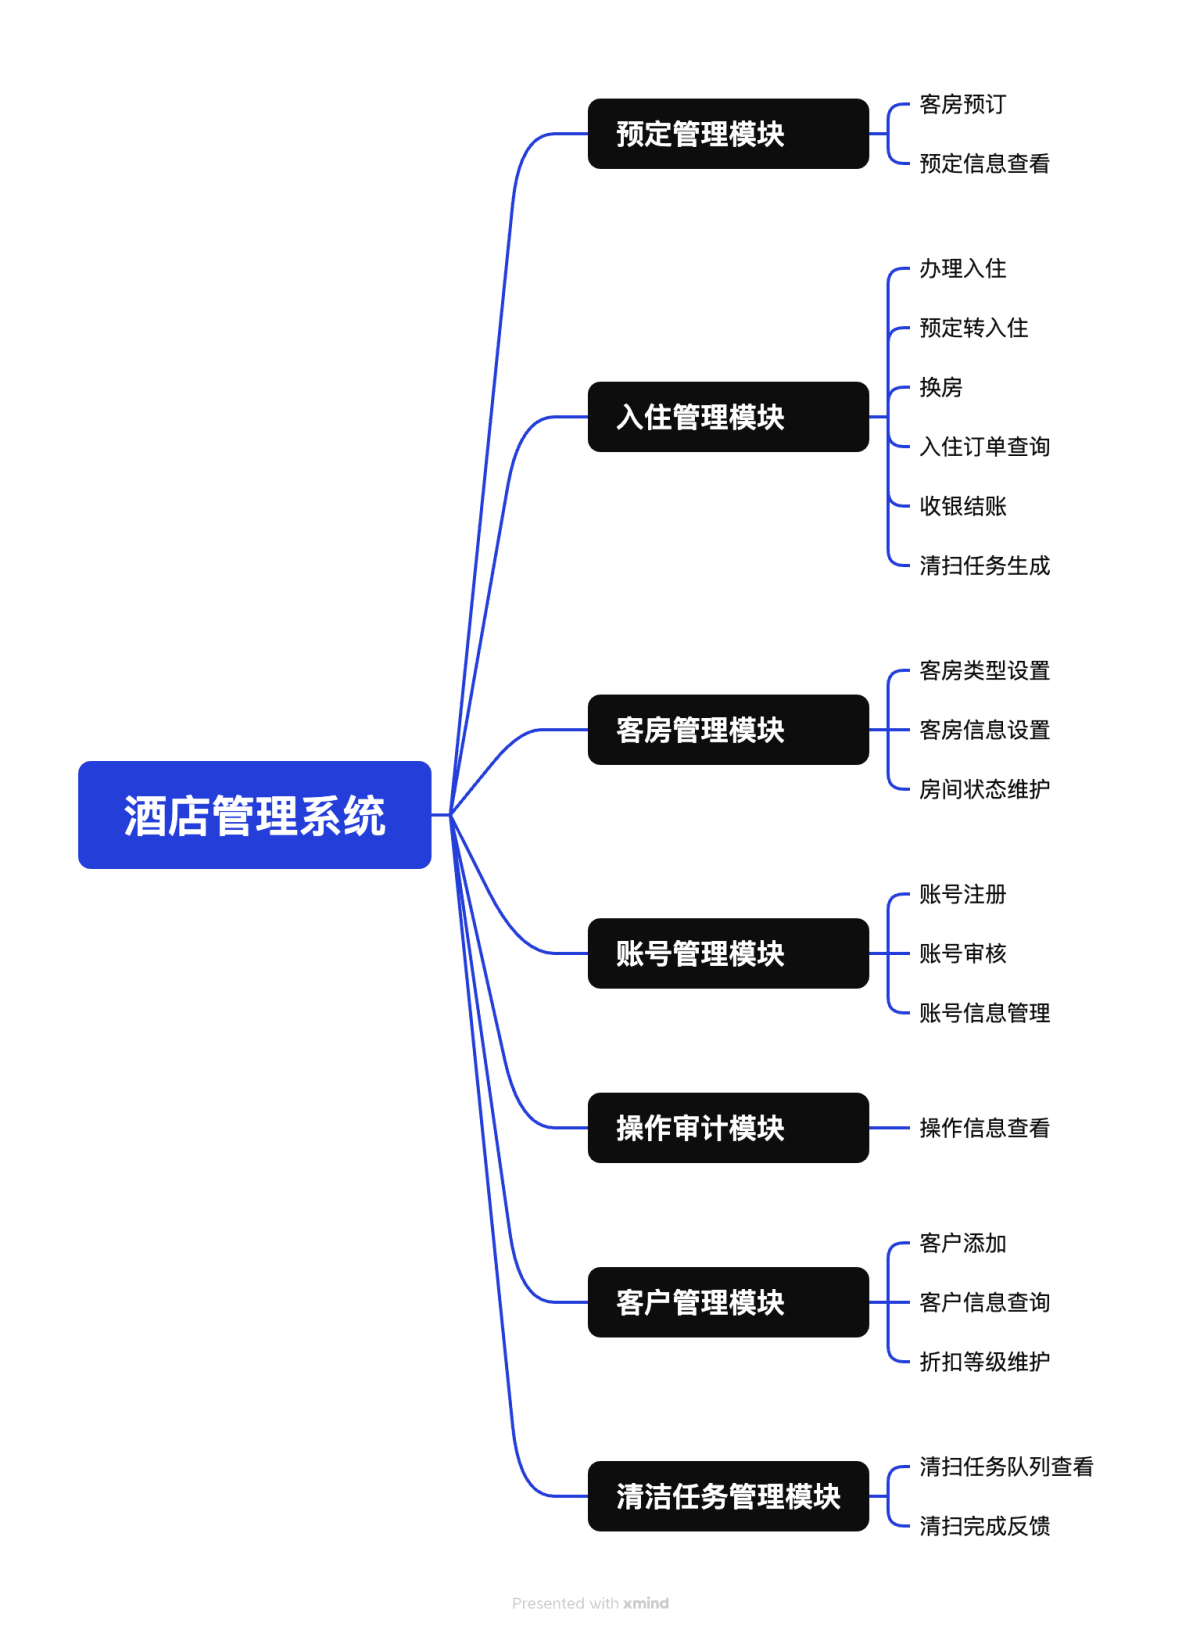 酒店管理系统
预定管理模块
客房预订
预定信息查看
入住管理模块
办理入住
预定转入住
换房
入住订单查询
收银结账
清扫任务生成
客房管理模块
客房类型设置
客房信息设置
房间状态维护
账号管理模块
账号注册
账号审核
账号信息管理
操作审计模块
操作信息查看
客户管理模块
客户添加
客户信息查询
折扣等级维护
清洁任务管理模块
清扫任务队列查看
清扫完成反馈
Presented with xmind